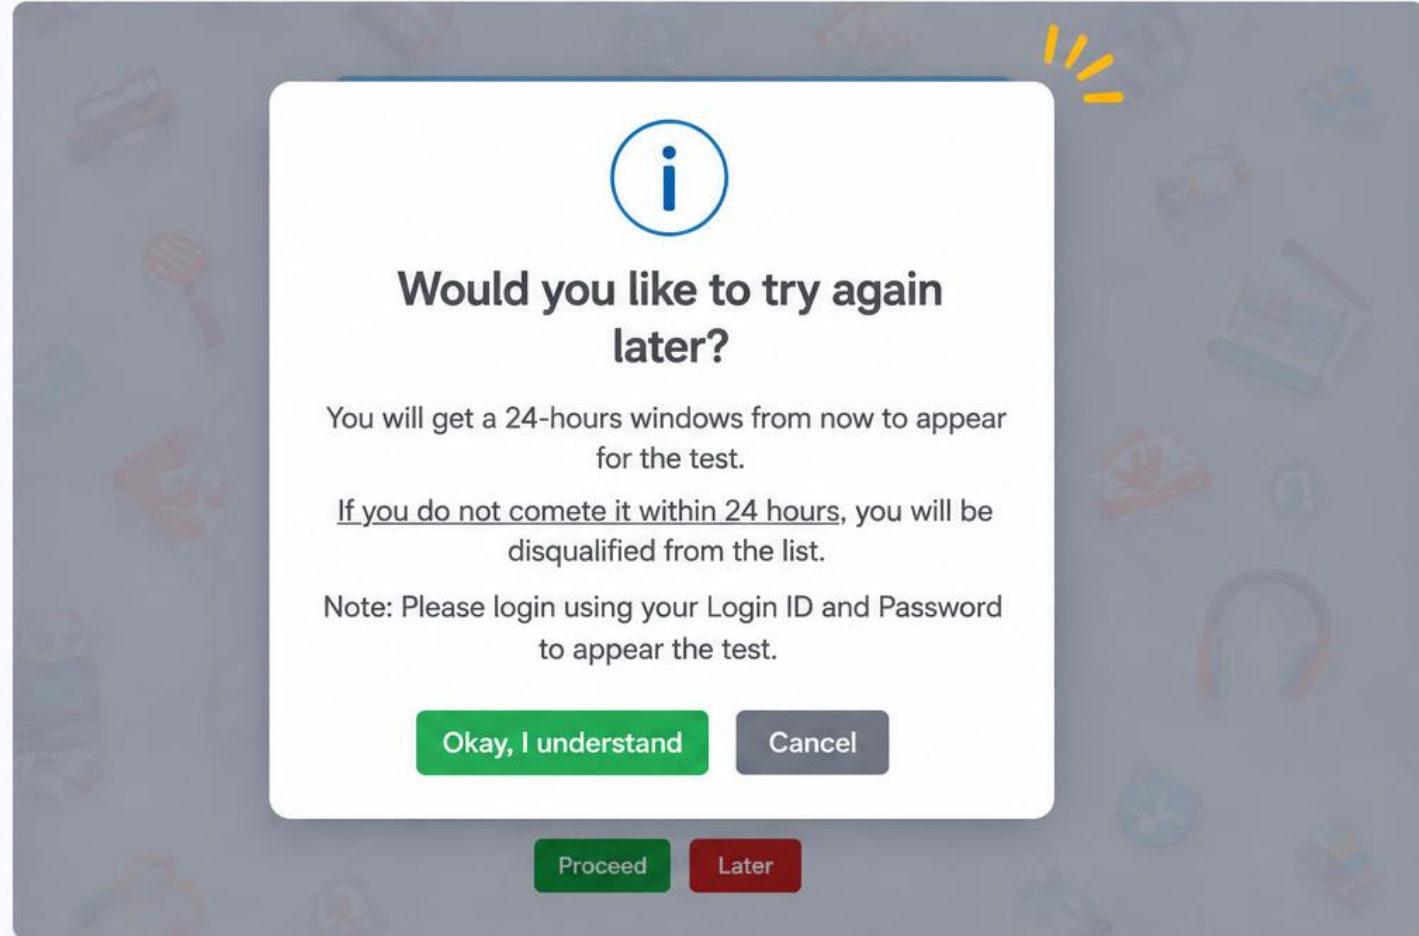 Would you like to try again
later?
You will get a 24-hours windows from now to appear
for the test.
If you do not comete it within 24 hours, you will be
disqualified from the list.
Note: Please login using your Login ID and Password
to appear the test.
Okay, I understand
Cancel
Proceed
Later